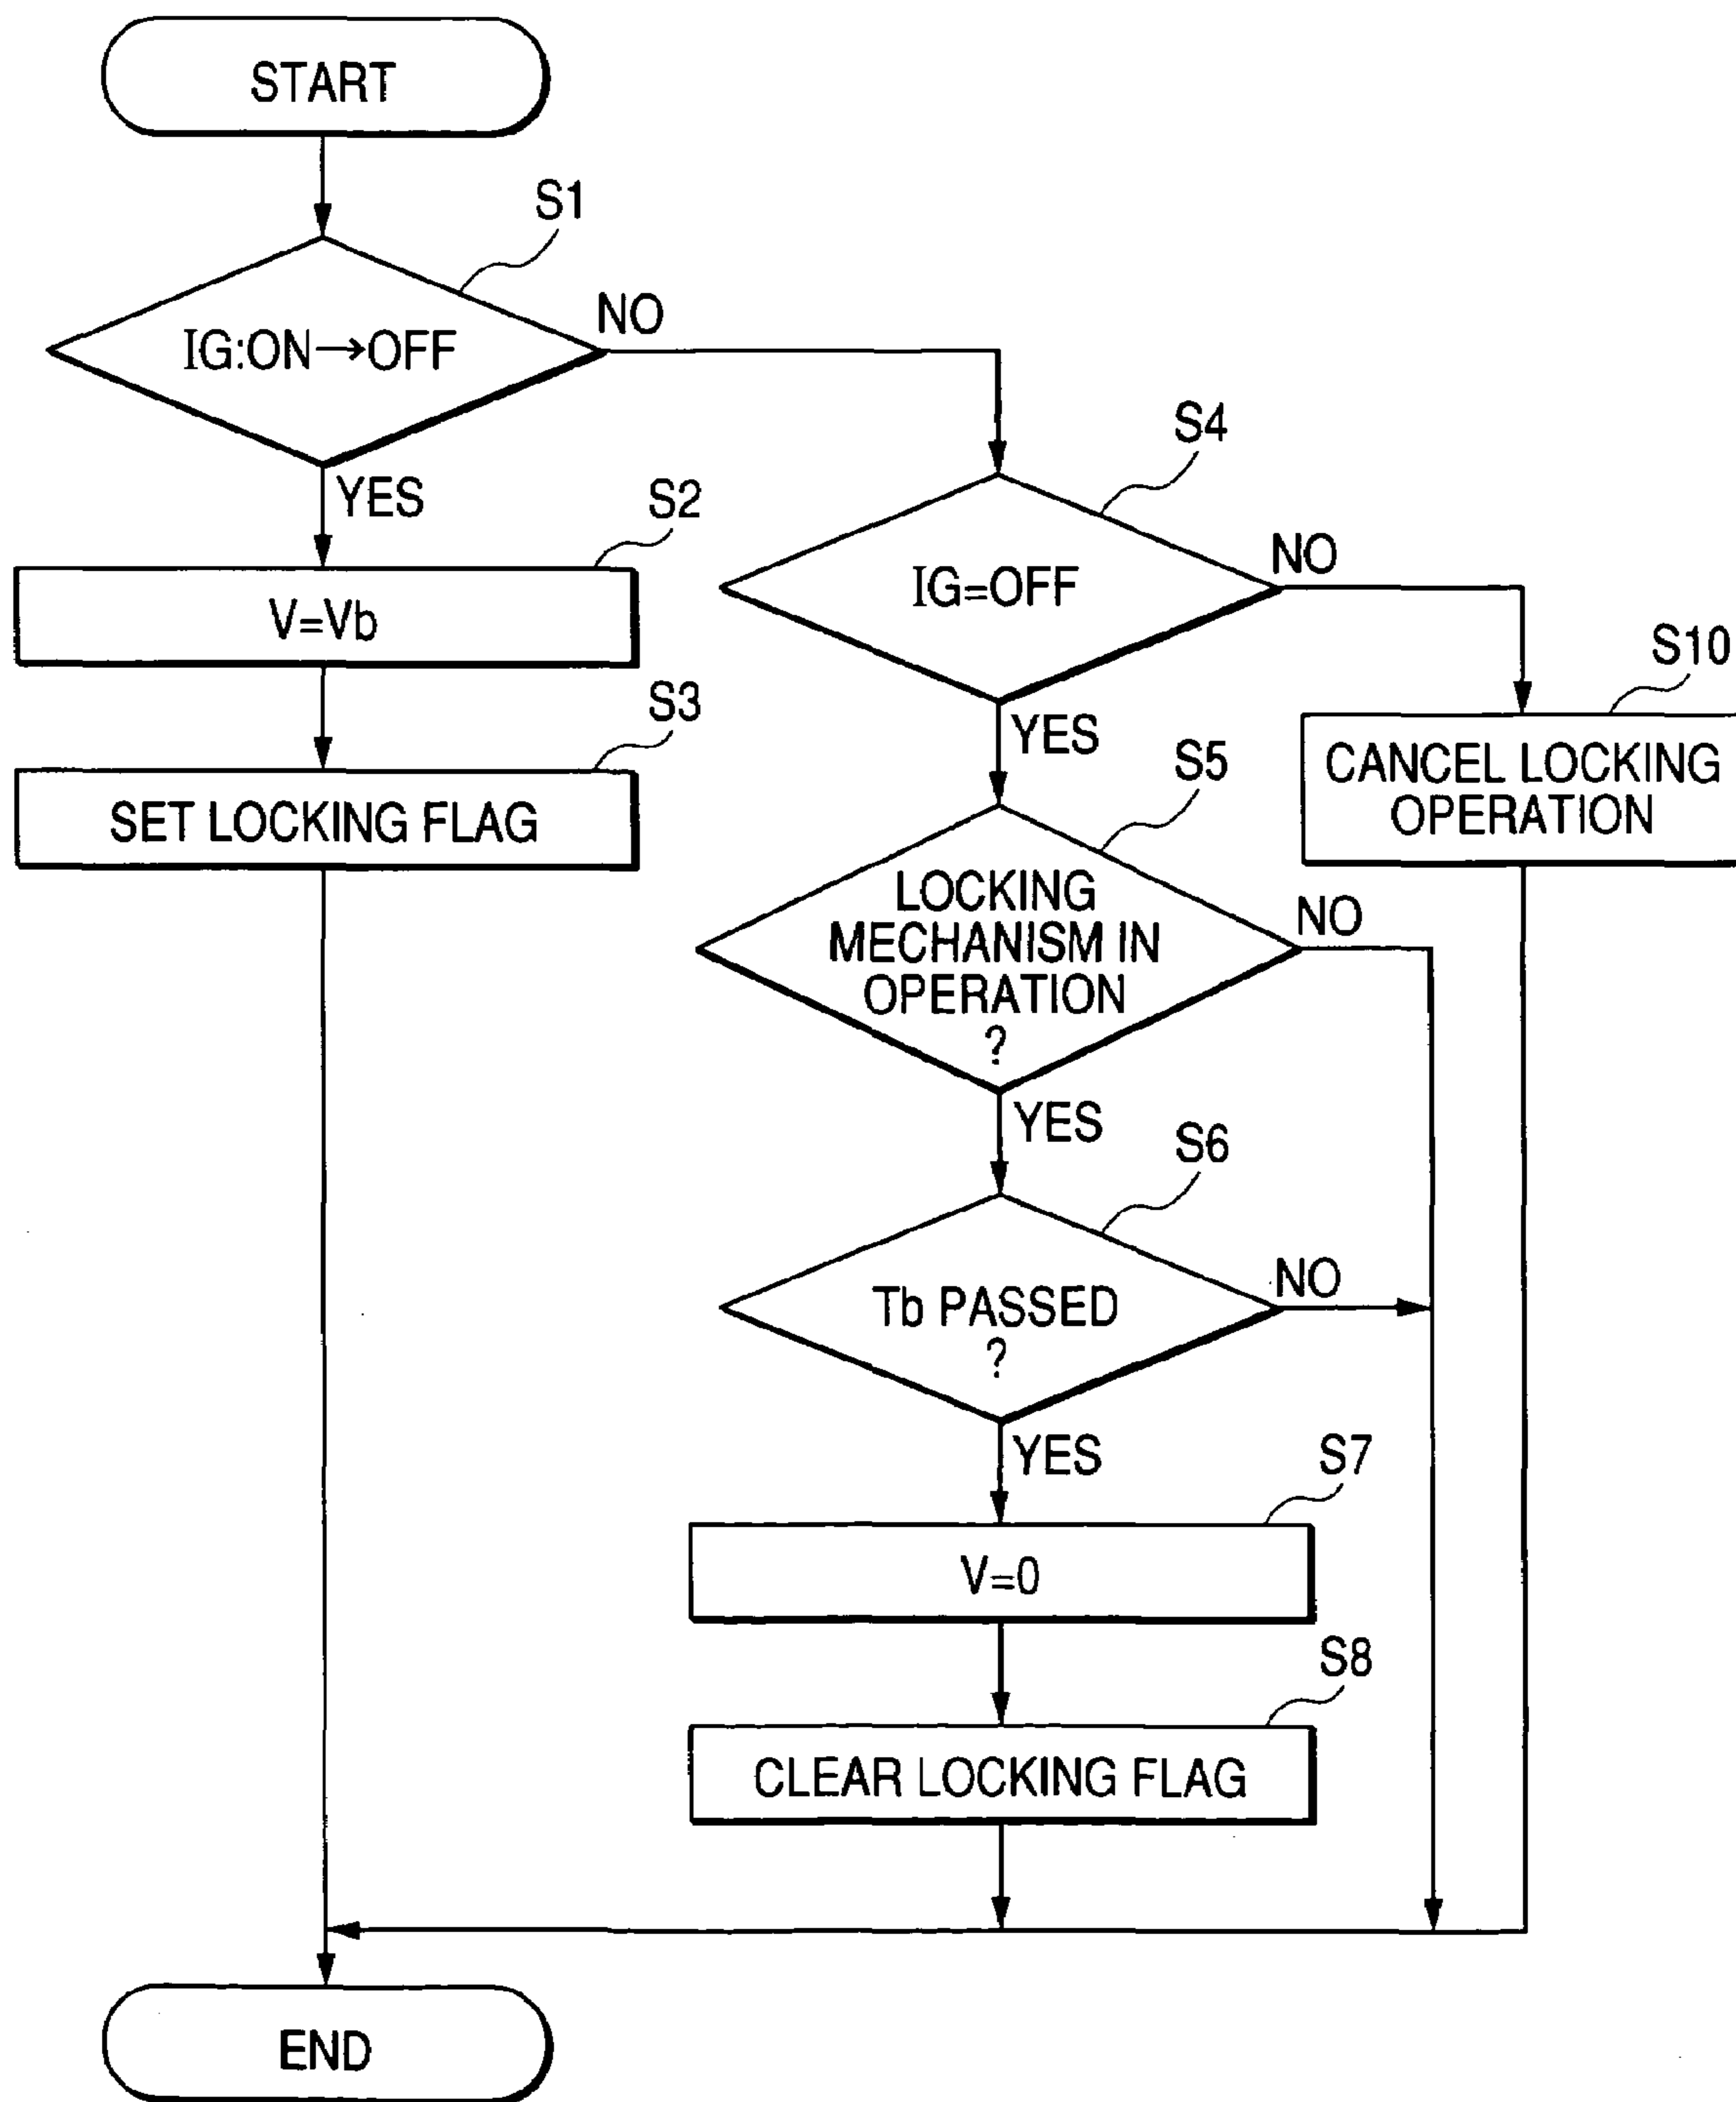 START
S1
IG:ON→OFF
NO
YES
S2
V=Vb
S3
SET LOCKING FLAG
S4
IG=OFF
NO
YES
S10
CANCEL LOCKING
OPERATION
S5
LOCKING
MECHANISM IN
OPERATION
?
NO
YES
S6
Tb PASSED
?
NO
YES
S7
V=0
S8
CLEAR LOCKING FLAG
END